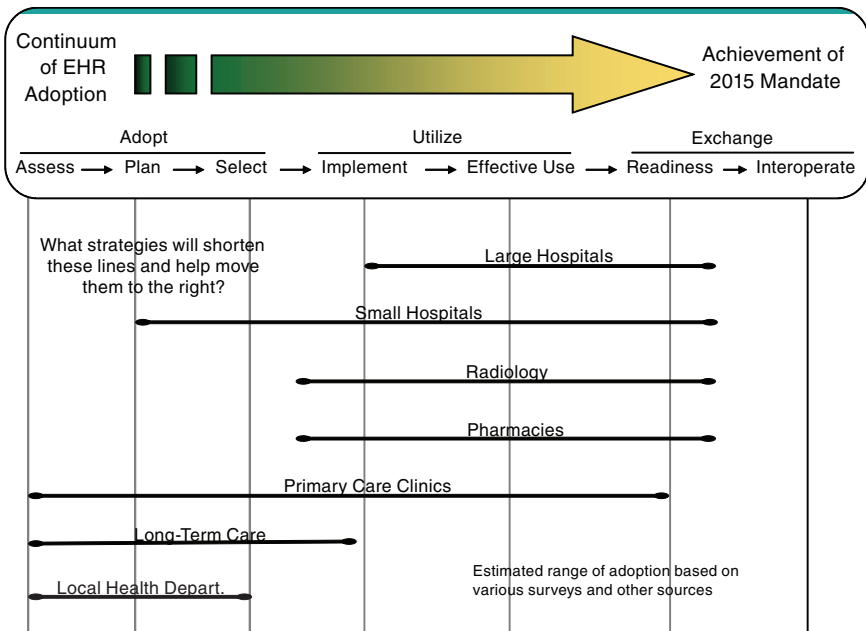 Continuum
of EHR
Adoption
Achievement of
2015 Mandate
Adopt
Utilize
Exchange
Assess
Plan
Select
Implement
Effective Use
Readiness
Interoperate
What strategies will shorten
these lines and help move
them to the right?
Large Hospitals
Small Hospitals
Radiology
Pharmacies
Primary Care Clinics
Long-Term Care
Local Health Depart.
Estimated range of adoption based on
various surveys and other sources